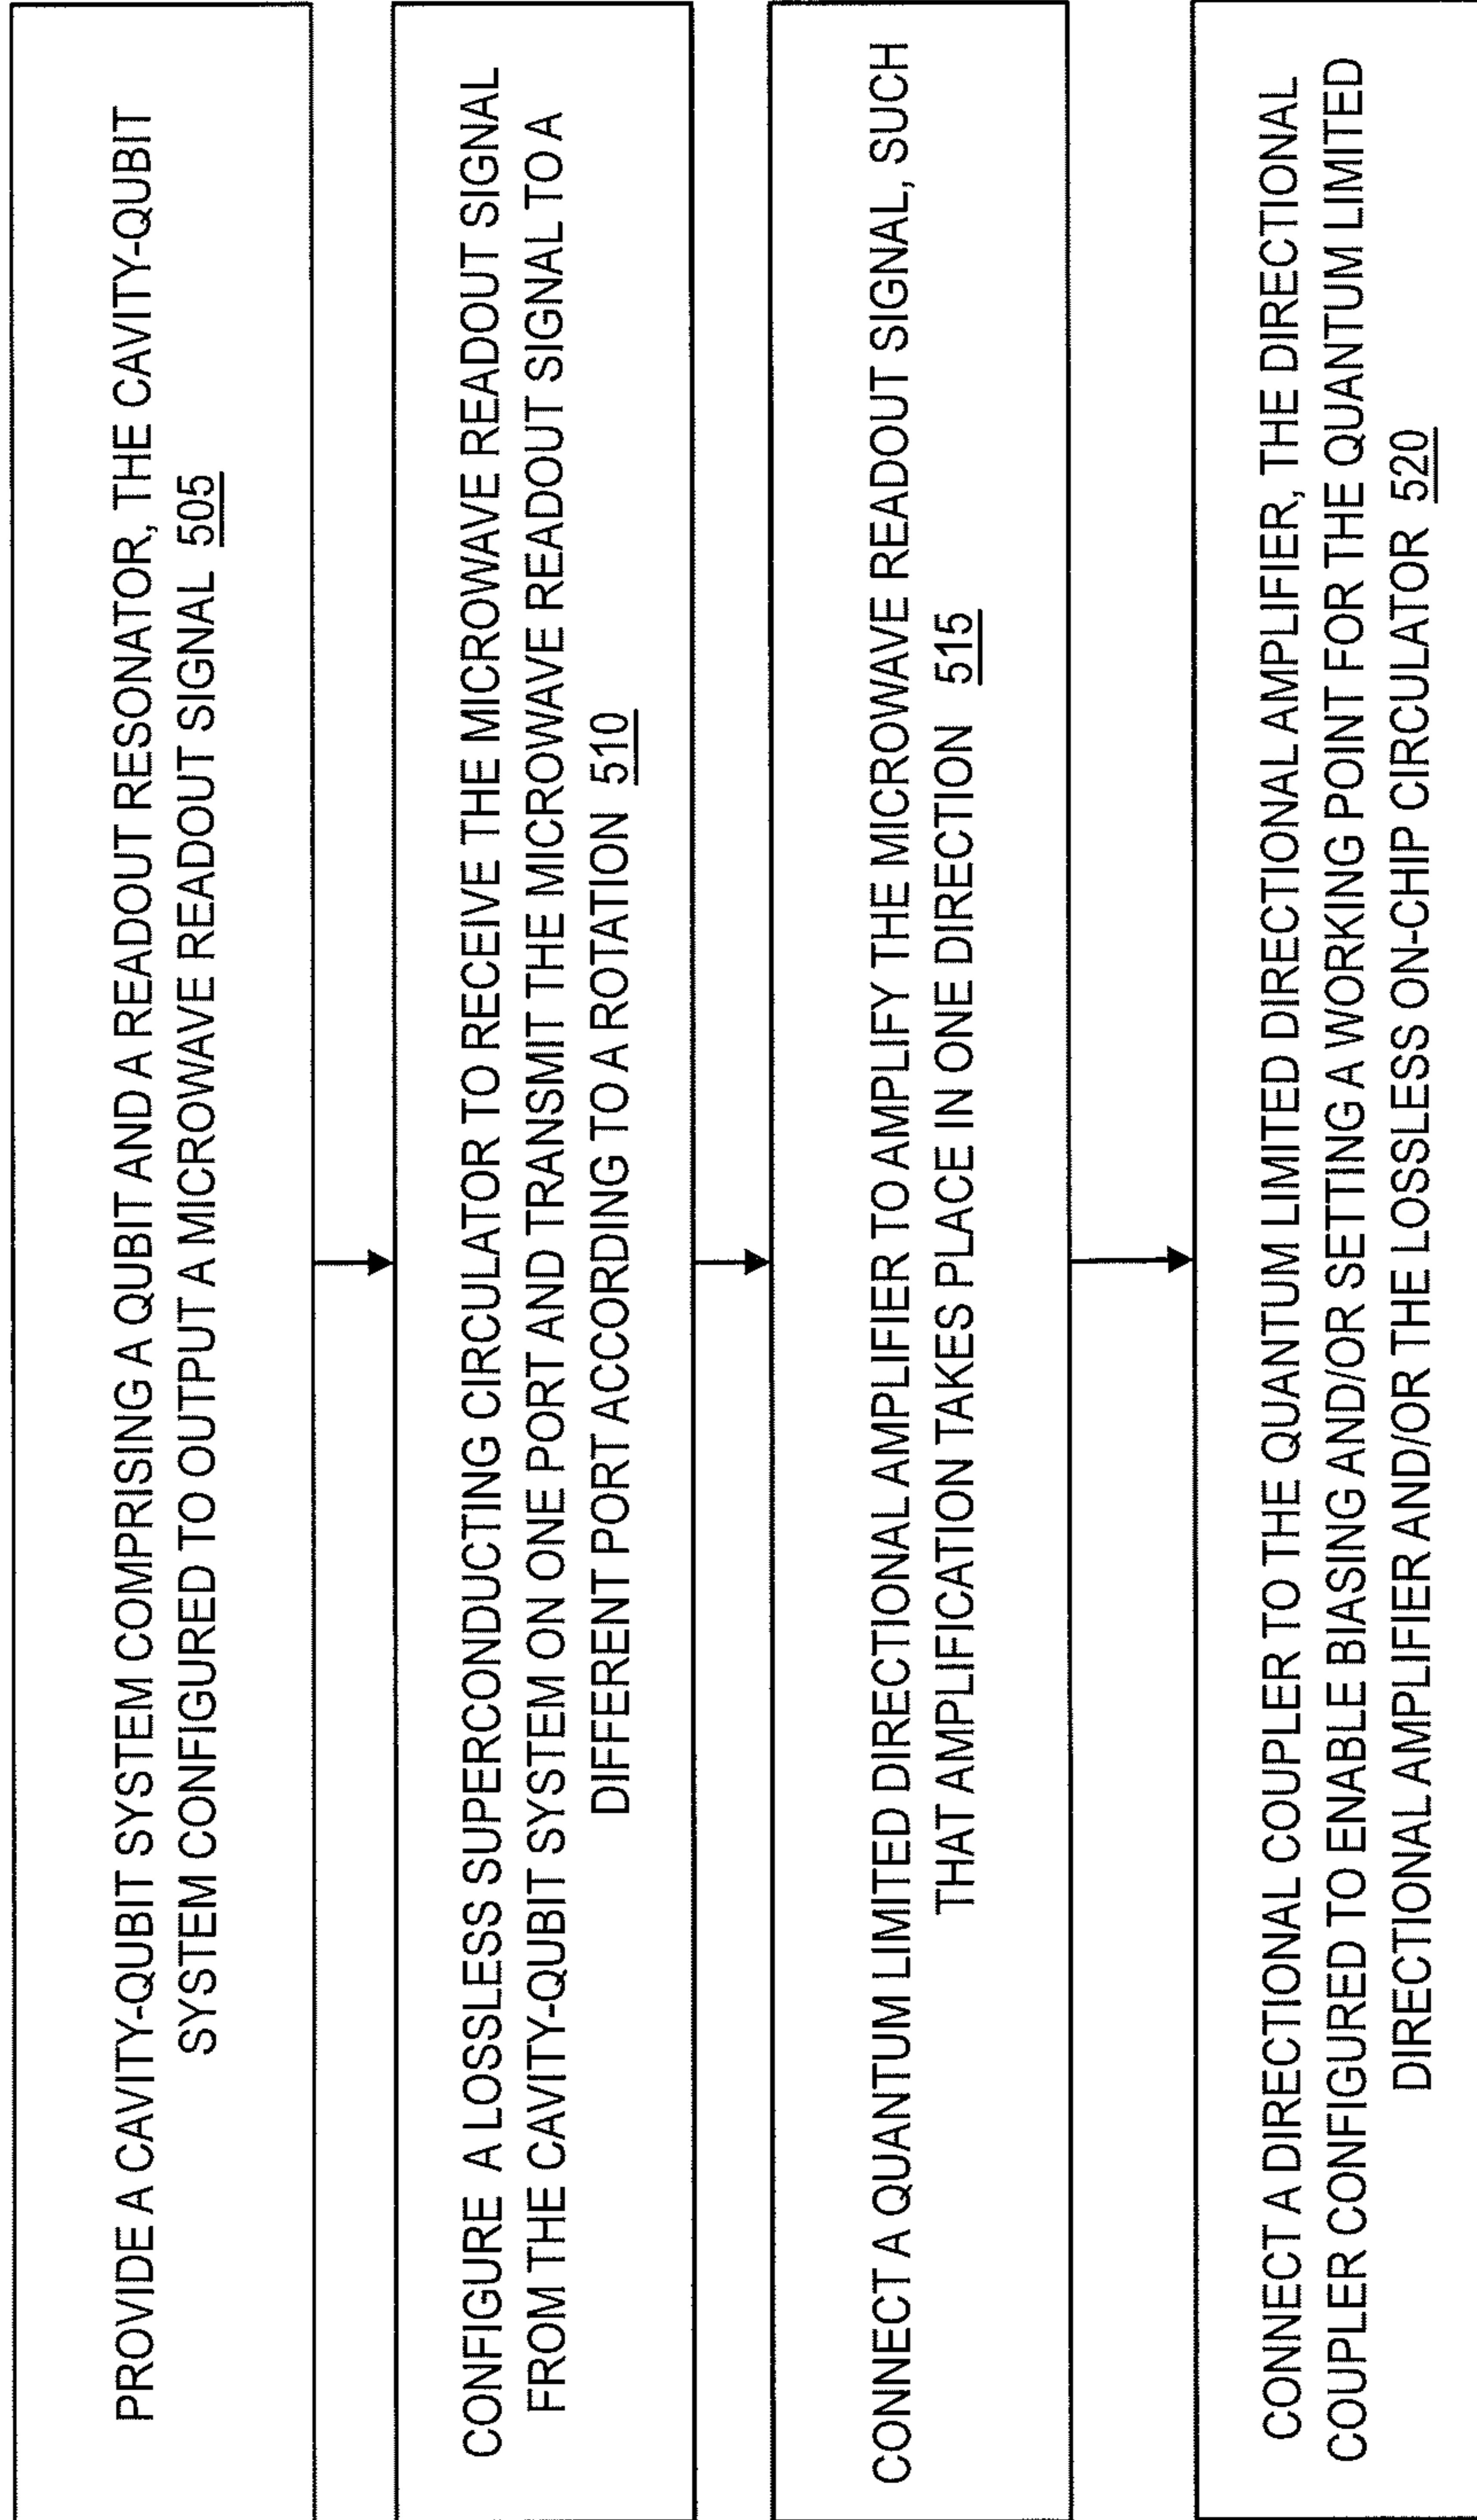 PROVIDE A CAVITY-QUBIT SYSTEM COMPRISING A QUBIT AND A READOUT RESONATOR, THE CAVITY-QUBIT
SYSTEM CONFIGURED TO OUTPUT A MICROWAVE READOUT SIGNAL 505
CONFIGURE A LOSSLESS SUPERCONDUCTING CIRCULATOR TO RECEIVE THE MICROWAVE READOUT SIGNAL
FROM THE CAVITY-QUBIT SYSTEM ON ONE PORT AND TRANSMIT THE MICROWAVE READOUT SIGNAL TO A
DIFFERENT PORT ACCORDING TO A ROTATION 510
CONNECT A QUANTUM LIMITED DIRECTIONAL AMPLIFIER TO AMPLIFY THE MICROWAVE READOUT SIGNAL, SUCH
THAT AMPLIFICATION TAKES PLACE IN ONE DIRECTION 515
CONNECT A DIRECTIONAL COUPLER TO THE QUANTUM LIMITED DIRECTIONAL AMPLIFIER, THE DIRECTIONAL
COUPLER CONFIGURED TO ENABLE BIASING AND/OR SETTING A WORKING POINT FOR THE QUANTUM LIMITED
DIRECTIONAL AMPLIFIER AND/OR THE LOSSLESS ON-CHIP CIRCULATOR 520